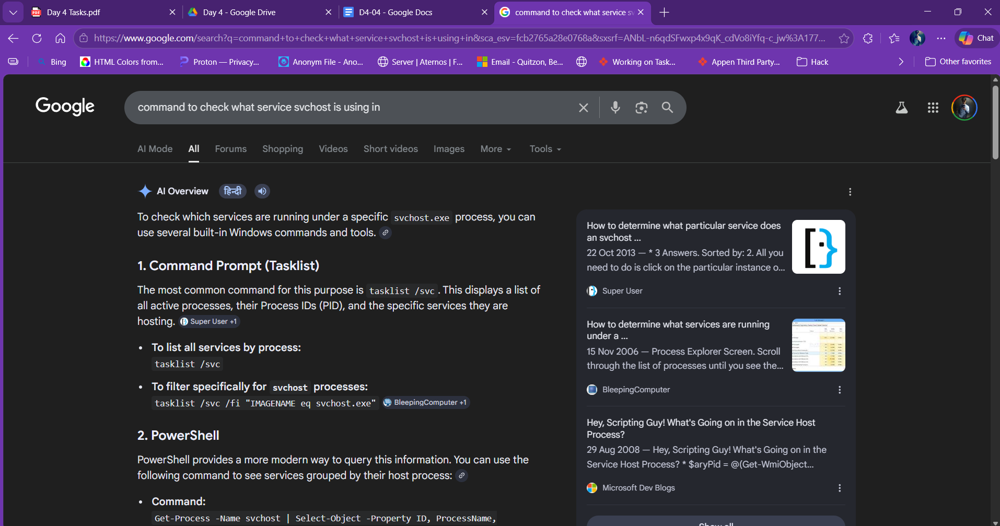 Day 4 Tasks.pdf
Day 4 - Google Drive
D4-04 - Google Docs
command to check what service sv
https://www.google.com/search?q=command+to+check+what+service+svchost+is+using+in&sca_esv=fcb2765a28e0768a&sxsrf=ANbL-n6qdSFwxp4x9qK_cdVo8iYfq-c_jw%3A177...
Chat
Bing
HTML Colors from...
Proton — Privacy...
Anonym File - Ano...
Server | Aternos | F...
Email - Quitzon, Be...
Working on Task...
Appen Third Party...
Hack
Other favorites
Google
command to check what service svchost is using in
AI Mode
All
Forums
Shopping
Videos
Short videos
Images
More
Tools
AI Overview
हिन्दी
To check which services are running under a specific svchost.exe process, you can
use several built-in Windows commands and tools.
1. Command Prompt (Tasklist)
The most common command for this purpose is tasklist /svc. This displays a list of
all active processes, their Process IDs (PID), and the specific services they are
hosting. Super User +1
• To list all services by process:
tasklist /svc
• To filter specifically for svchost processes:
tasklist /svc /fi "IMAGENAME eq svchost.exe" BleepingComputer +1
2. PowerShell
PowerShell provides a more modern way to query this information. You can use the
following command to see services grouped by their host process:
• Command:
Get-Process -Name svchost | Select-Object -Property ID, ProcessName,
How to determine what particular service does
an svchost ...
22 Oct 2013 — * 3 Answers. Sorted by: 2. All you
need to do is click on the particular instance o...
Super User
How to determine what services are running
under a ...
15 Nov 2006 — Process Explorer Screen. Scroll
through the list of processes until you see the...
BleepingComputer
Hey, Scripting Guy! What's Going on in the Service Host
Process?
29 Aug 2008 — Hey, Scripting Guy! What's Going on in the
Service Host Process? * $aryPid = @(Get-WmiObject...
Microsoft Dev Blogs
Show all